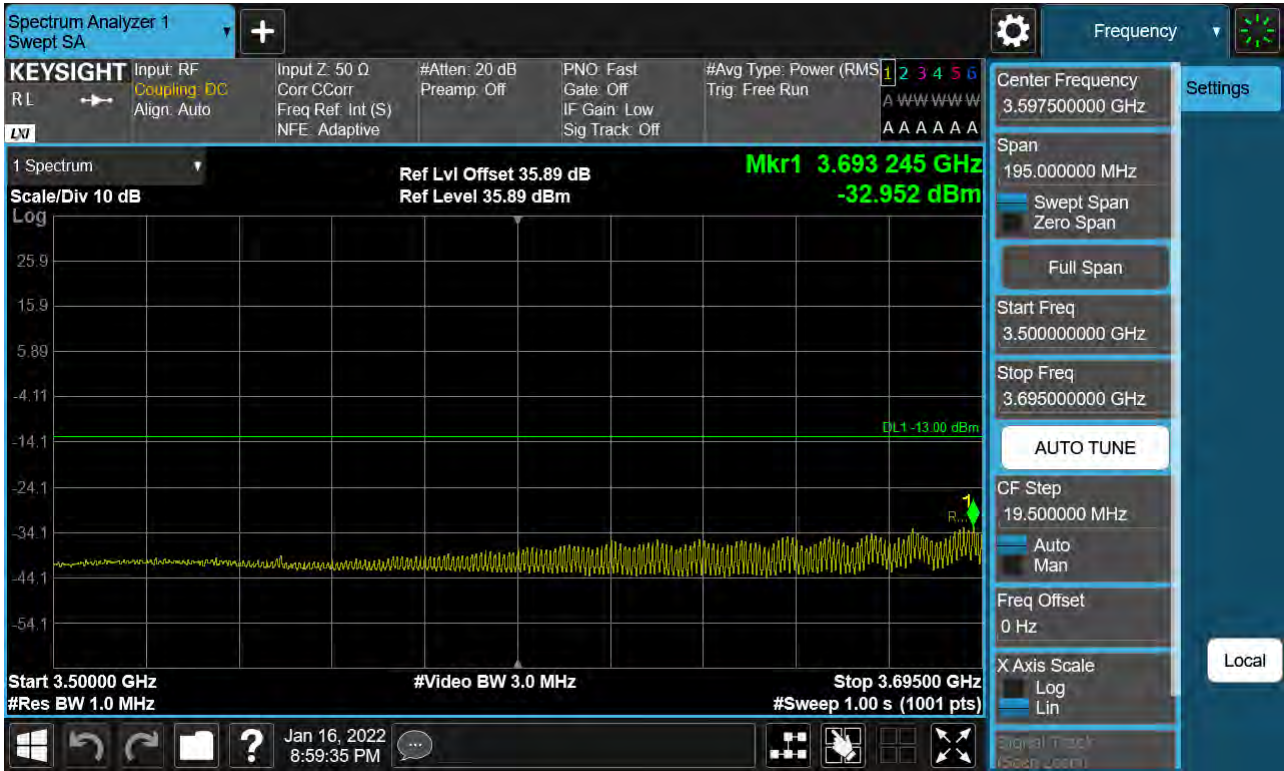 Spectrum Analyzer 1
Swept SA
+
Frequency
KEYSIGHT
RL
LXI
Input: RF
Coupling: DC
Align: Auto
Input Z: 50 Ω
Corr CCorr
Freq Ref: Int (S)
NFE: Adaptive
#Atten: 20 dB
Preamp: Off
PNO: Fast
Gate: Off
IF Gain: Low
Sig Track: Off
#Avg Type: Power (RMS
Trig: Free Run
1 2 3 4 5 6
A W W W W W
A A A A A A
1 Spectrum
Scale/Div 10 dB
Log
Ref Lvl Offset 35.89 dB
Ref Level 35.89 dBm
Mkr1 3.693 245 GHz
-32.952 dBm
25.9
15.9
5.89
-4.11
-14.1
-24.1
-34.1
-44.1
-54.1
DL1 -13.00 dBm
1
R...
Start 3.50000 GHz
#Res BW 1.0 MHz
#Video BW 3.0 MHz
Stop 3.69500 GHz
#Sweep 1.00 s (1001 pts)
Center Frequency
3.597500000 GHz
Span
195.000000 MHz
Swept Span
Zero Span
Full Span
Start Freq
3.500000000 GHz
Stop Freq
3.695000000 GHz
AUTO TUNE
CF Step
19.500000 MHz
Auto
Man
Freq Offset
0 Hz
X Axis Scale
Log
Lin
Signal Track
(Span Zoom)
Settings
Local
?
Jan 16, 2022
8:59:35 PM
...